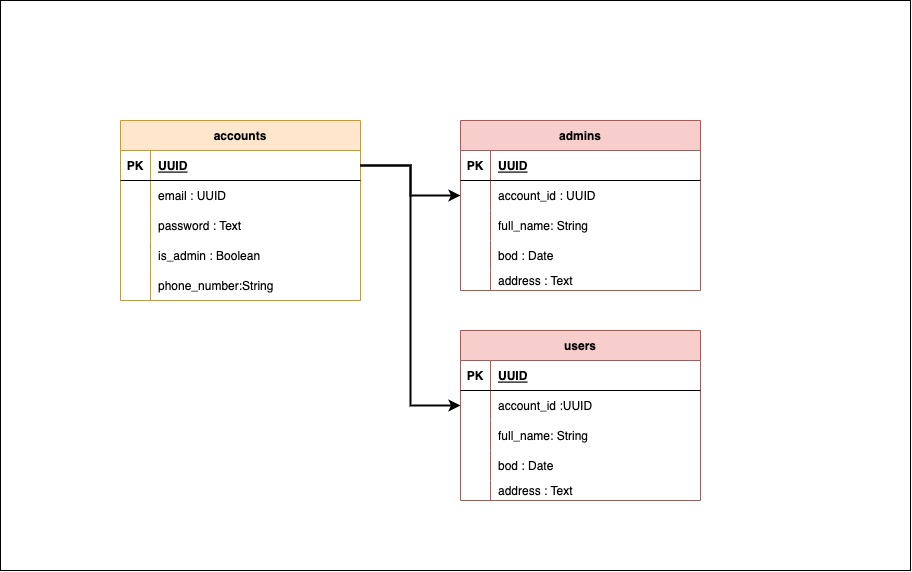 accounts
PK UUID
email : UUID
password : Text
is_admin : Boolean
phone_number:String
admins
PK UUID
account_id : UUID
full_name: String
bod : Date
address : Text
users
PK UUID
account_id :UUID
full_name: String
bod : Date
address : Text